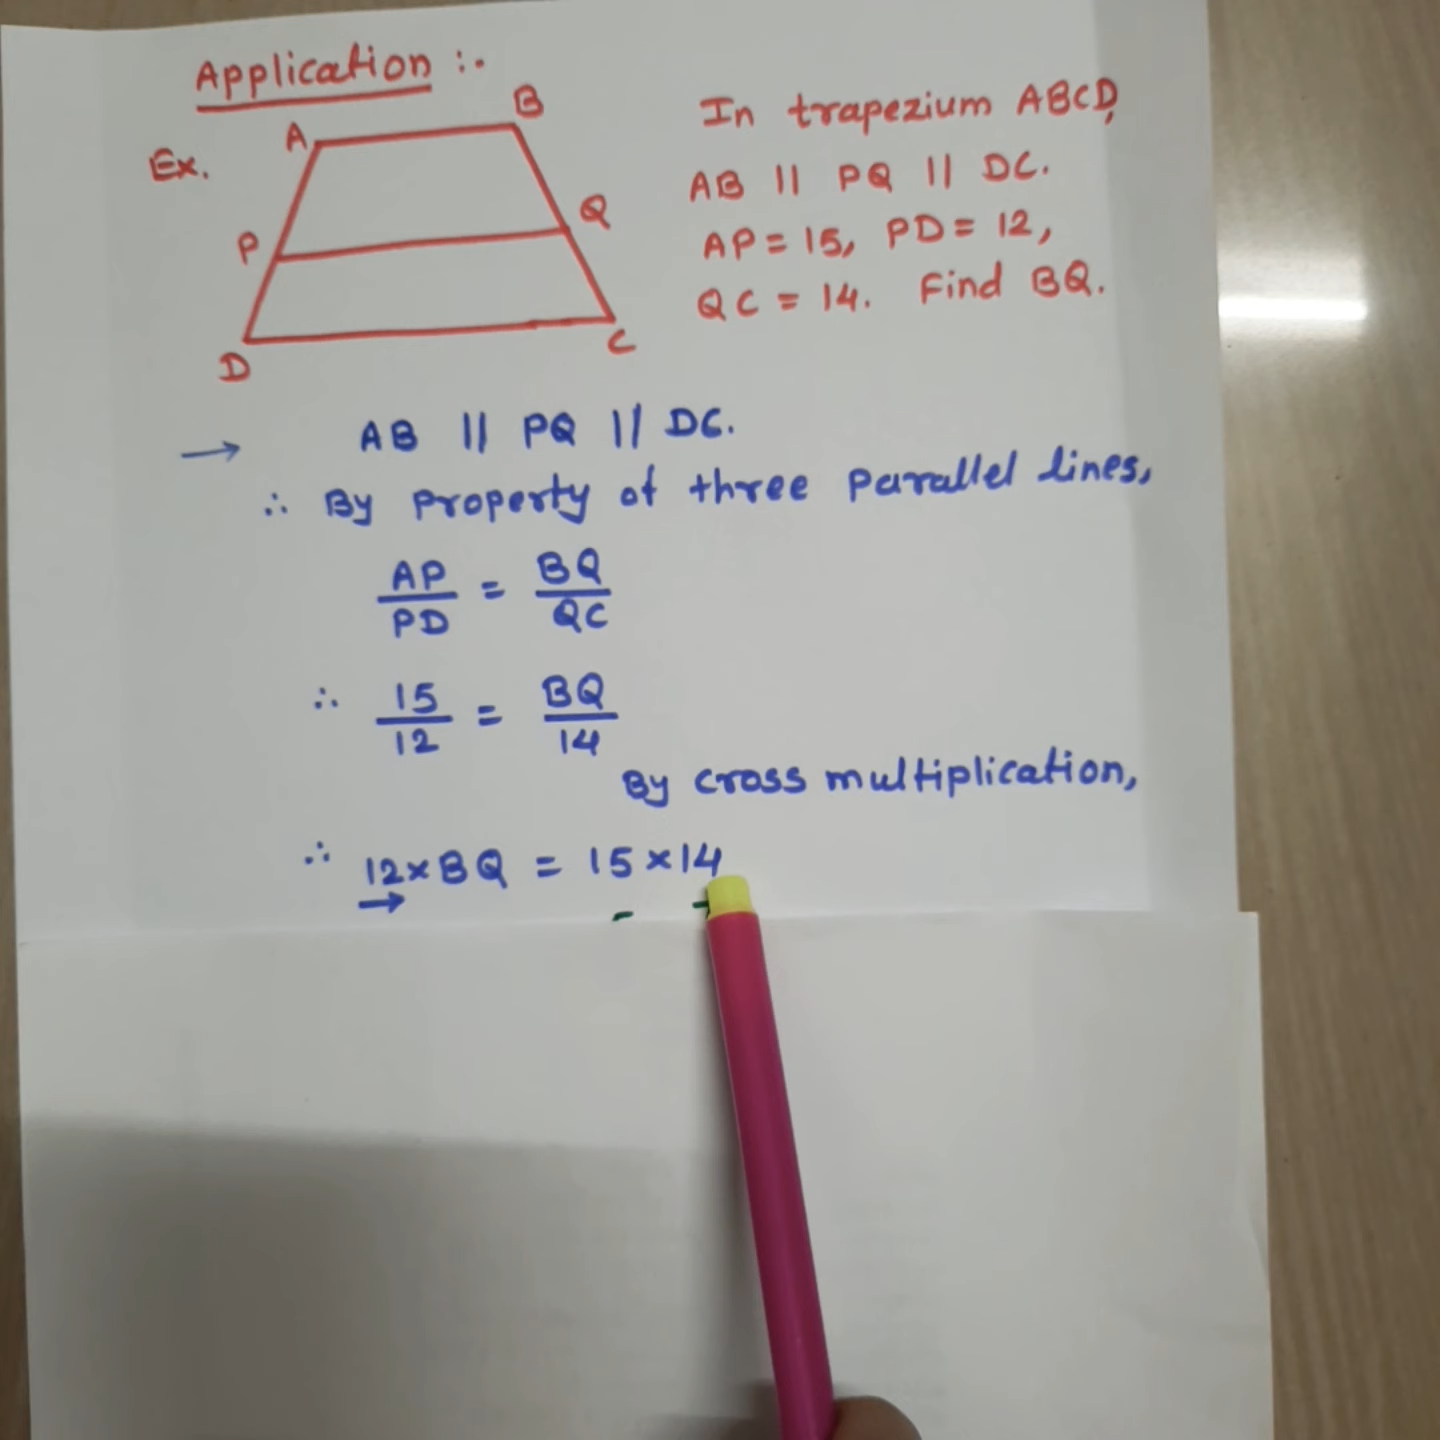 Application :-
Ex.
A
B
P
Q
D
C
In trapezium ABCD,
AB || PQ || DC.
AP = 15, PD = 12,
QC = 14. Find BQ.
→ AB || PQ || DC.
∴ By property of three parallel lines,
AP/PD = BQ/QC
∴ 15/12 = BQ/14
By cross multiplication,
∴ 12 × BQ = 15 × 14